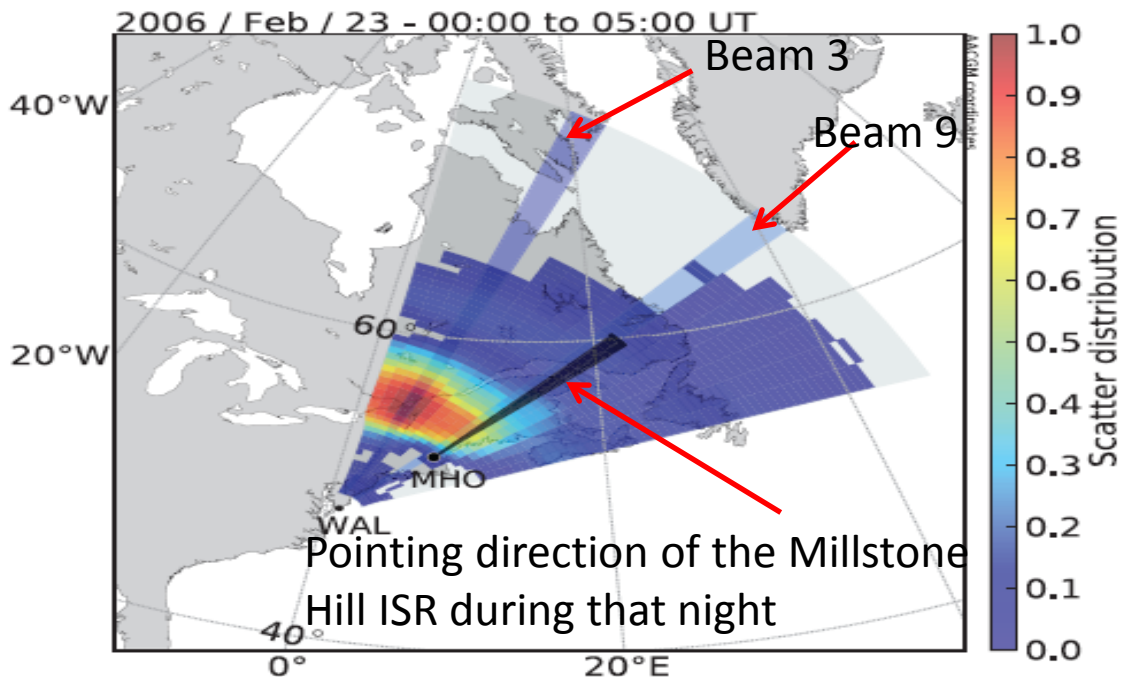 2006 / Feb / 23 - 00:00 to 05:00 UT
Beam 3
Beam 9
AACGM coordinates
40°W
20°W
60°
MHO
WAL
Pointing direction of the Millstone
Hill ISR during that night
40°
0°
20°E
1.0
0.9
0.8
0.7
0.6
0.5
0.4
0.3
0.2
0.1
0.0
Scatter distribution